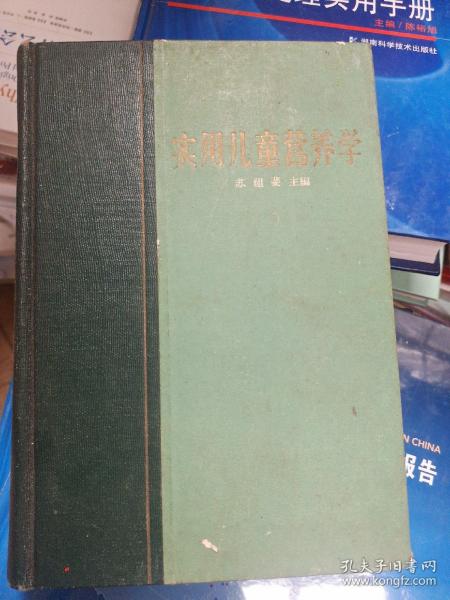 理实用手册
主编/陈裕旭
湖南科学技术出版社
实用儿童营养学
苏祖斐 主编
IN CHINA
报告
孔夫子旧书网
www.kongfz.com